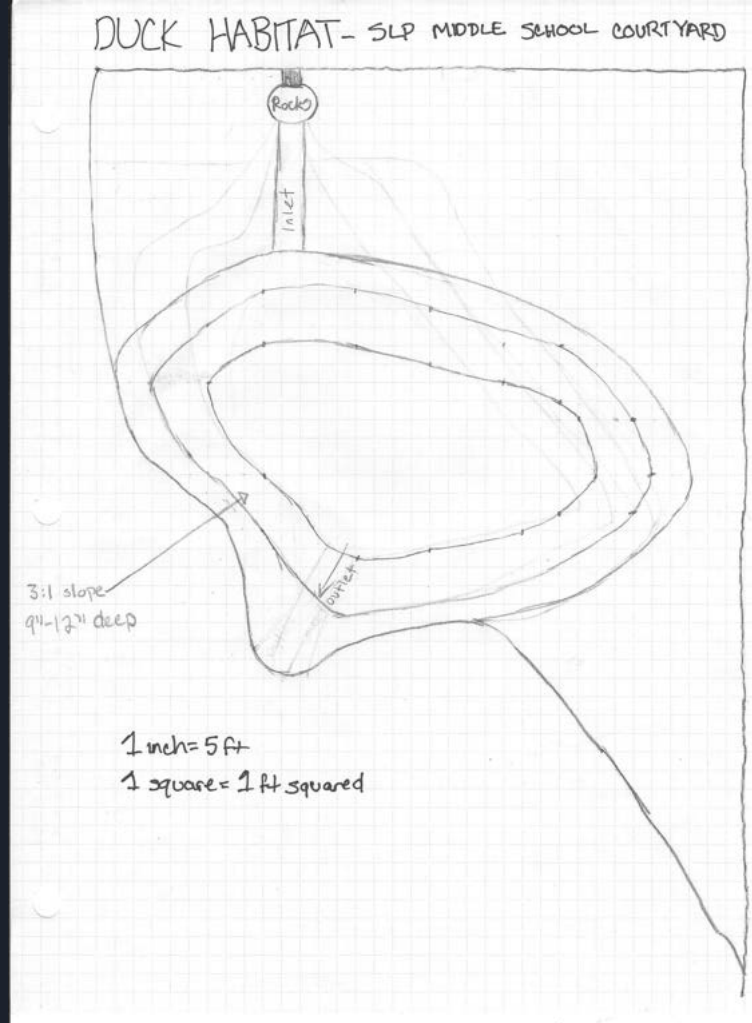 DUCK HABITAT - SLP MIDDLE SCHOOL COURTYARD
Rocks
Inlet
outlet
3:1 slope
9"-12" deep
1 inch = 5 ft
1 square = 1 ft squared